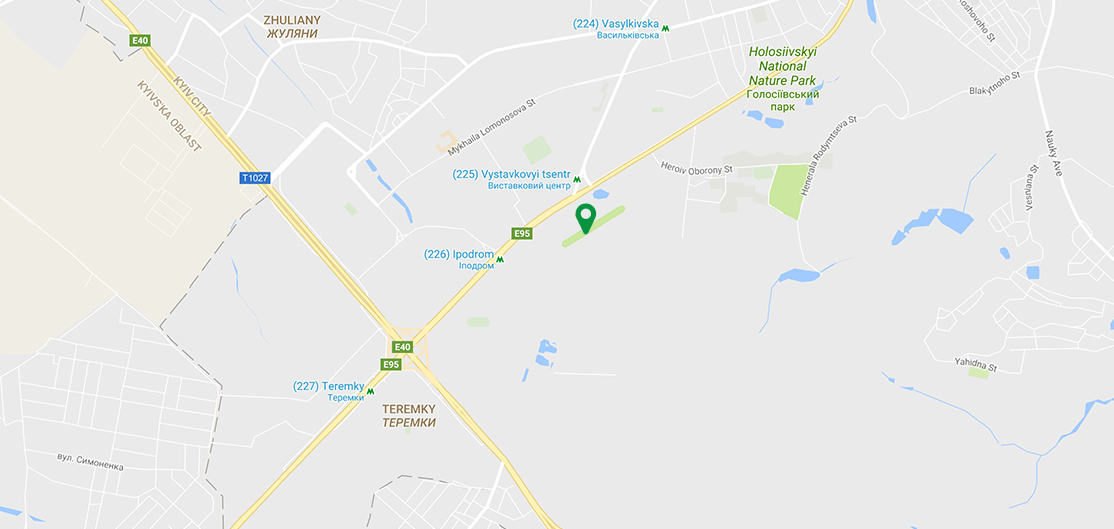 ZHULIANY
ЖУЛЯНИ
(224) Vasylkivska
Васильківська
E40
KYIV CITY
KYIVSKA OBLAST
Holosiivskyi
National
Nature Park
Голосіївський
парк
Blakytnoho St
Mykhaila Lomonosova St
Henerala Rodymtseva St
Nauky Ave
T1027
(225) Vystavkovyi tsentr
Виставковий центр
Heroiv Oborony St
Viesniana St
E95
(226) Ipodrom
Іподром
E40
E95
Yahidna St
(227) Teremky
Теремки
TEREMKY
ТЕРЕМКИ
вул. Симоненка